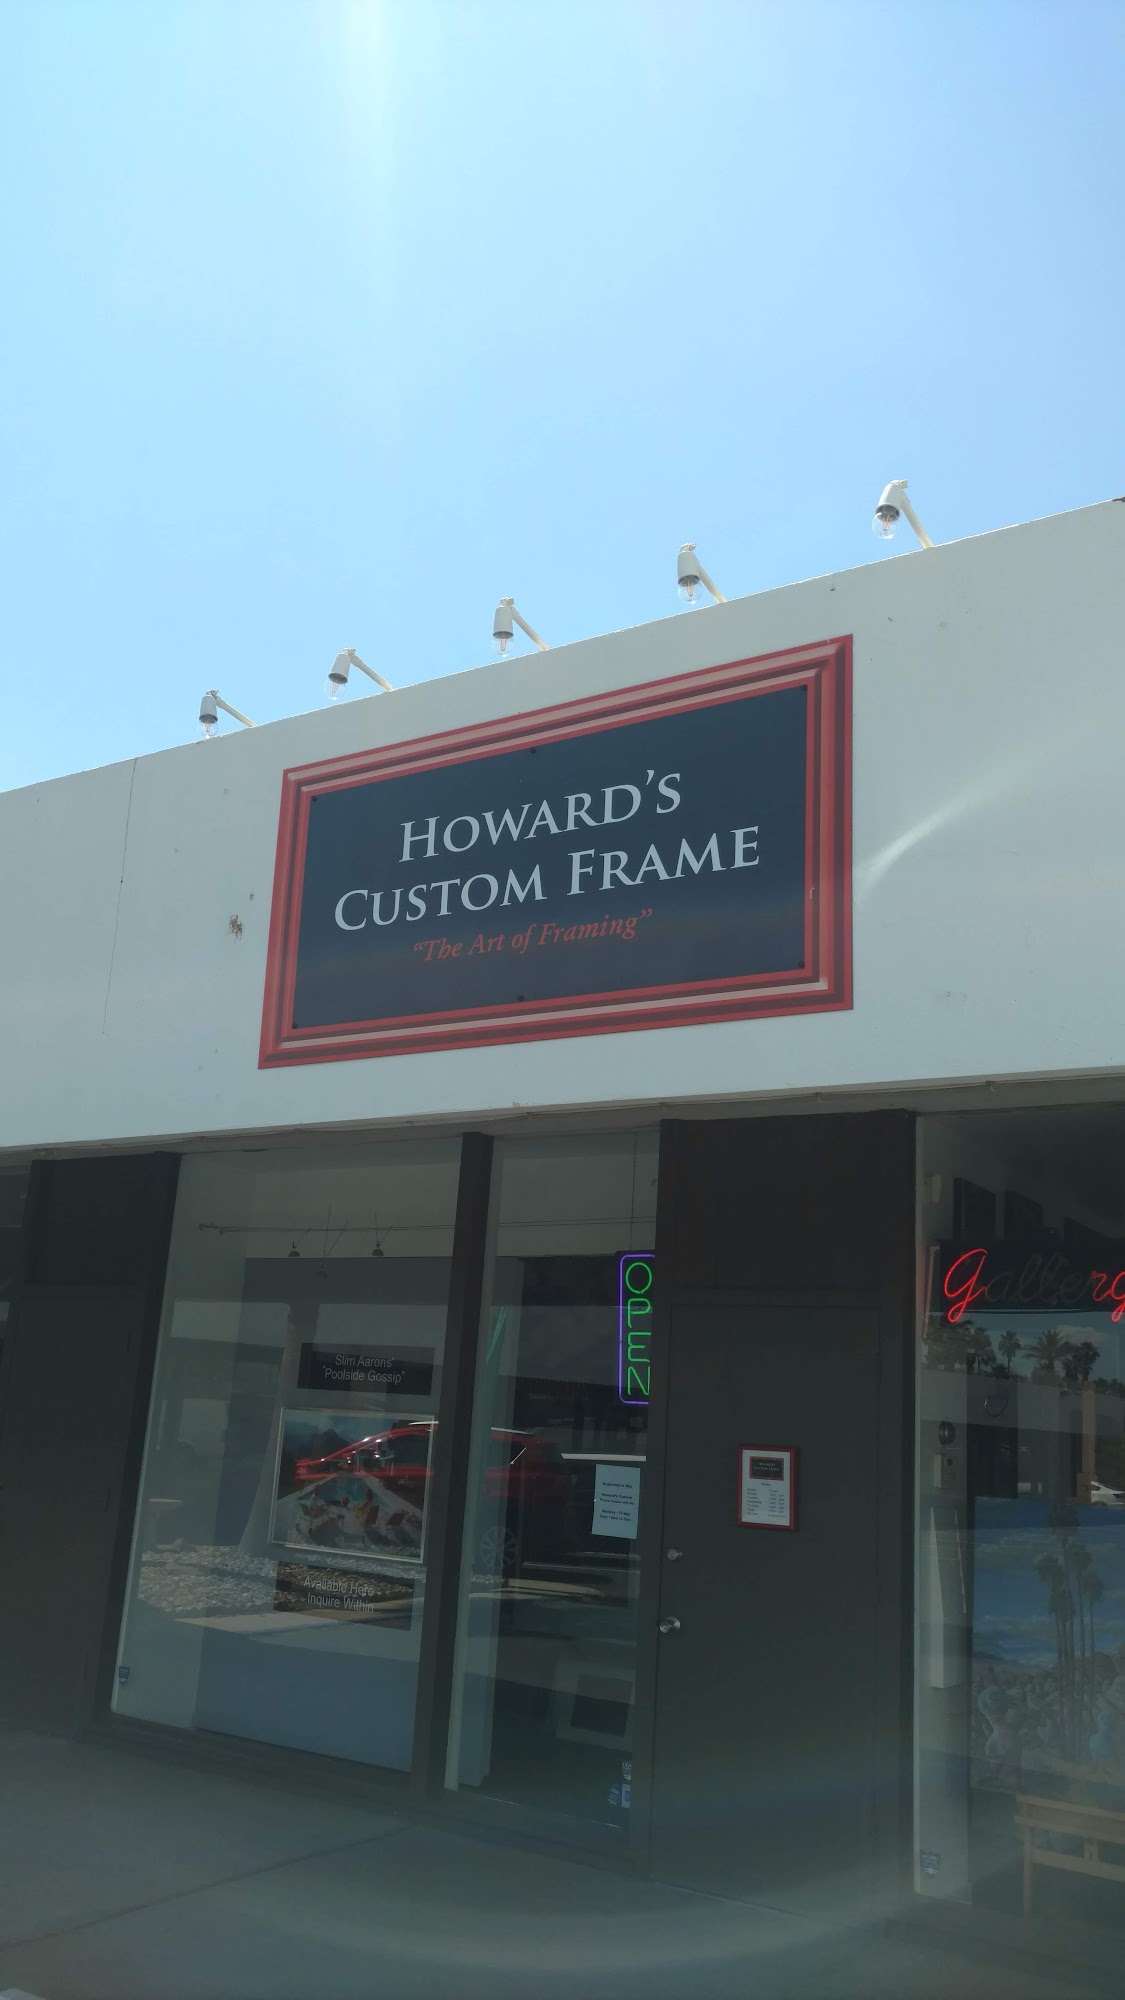 HOWARD'S
CUSTOM FRAME
"The Art of Framing"
OPEN
Gallery
Slim Aarons'
"Poolside Gossip"
Available Here
Inquire Within